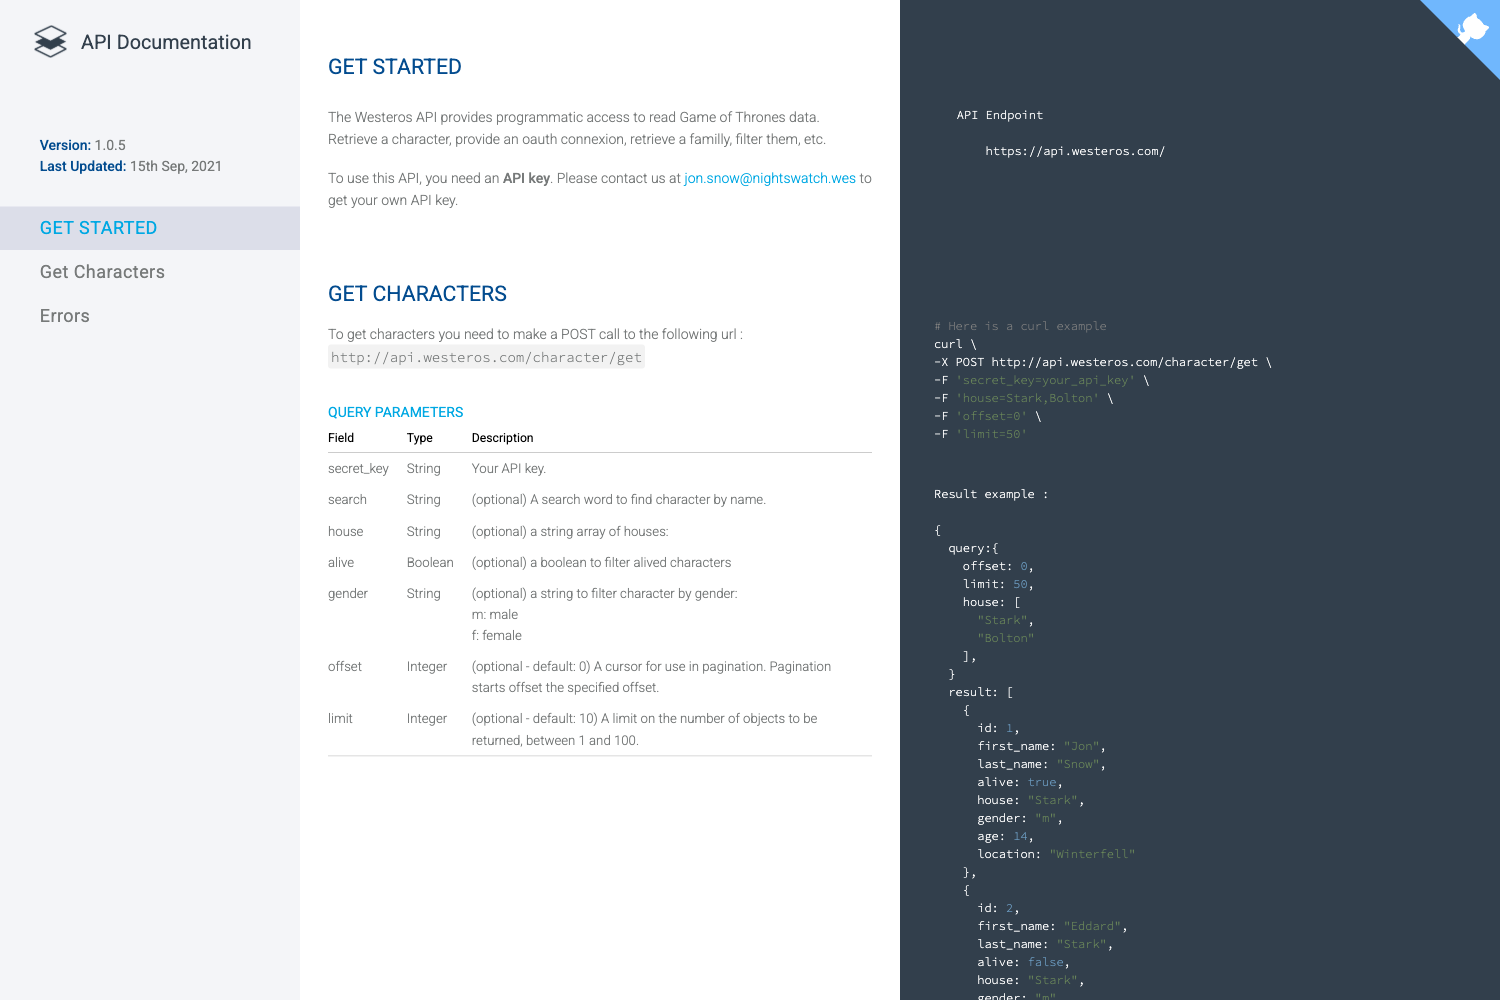 API Documentation
Version: 1.0.5
Last Updated: 15th Sep, 2021
GET STARTED
Get Characters
Errors
GET STARTED
The Westeros API provides programmatic access to read Game of Thrones data.
Retrieve a character, provide an oauth connexion, retrieve a familly, filter them, etc.
To use this API, you need an API key. Please contact us at jon.snow@nightswatch.wes to
get your own API key.
GET CHARACTERS
To get characters you need to make a POST call to the following url :
http://api.westeros.com/character/get
QUERY PARAMETERS
Field Type Description
secret_key String Your API key.
search String (optional) A search word to find character by name.
house String (optional) a string array of houses:
alive Boolean (optional) a boolean to filter alived characters
gender String (optional) a string to filter character by gender:
m: male
f: female
offset Integer (optional - default: 0) A cursor for use in pagination. Pagination
starts offset the specified offset.
limit Integer (optional - default: 10) A limit on the number of objects to be
returned, between 1 and 100.
API Endpoint
https://api.westeros.com/
# Here is a curl example
curl \
-X POST http://api.westeros.com/character/get \
-F 'secret_key=your_api_key' \
-F 'house=Stark,Bolton' \
-F 'offset=0' \
-F 'limit=50'
Result example :
{
query:{
offset: 0,
limit: 50,
house: [
"Stark",
"Bolton"
],
}
result: [
{
id: 1,
first_name: "Jon",
last_name: "Snow",
alive: true,
house: "Stark",
gender: "m",
age: 14,
location: "Winterfell"
},
{
id: 2,
first_name: "Eddard",
last_name: "Stark",
alive: false,
house: "Stark",
gender: "m"